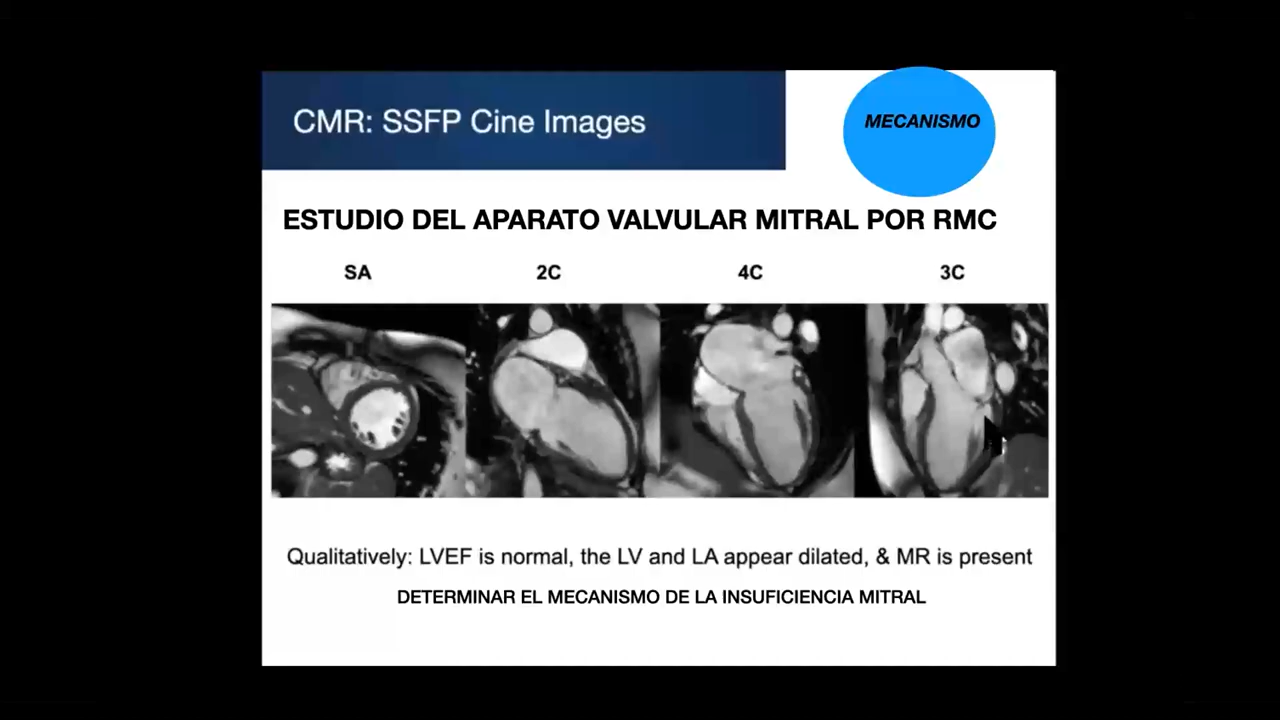 CMR: SSFP Cine Images
MECANISMO
ESTUDIO DEL APARATO VALVULAR MITRAL POR RMC
SA 2C 4C 3C
Qualitatively: LVEF is normal, the LV and LA appear dilated, & MR is present
DETERMINAR EL MECANISMO DE LA INSUFICIENCIA MITRAL